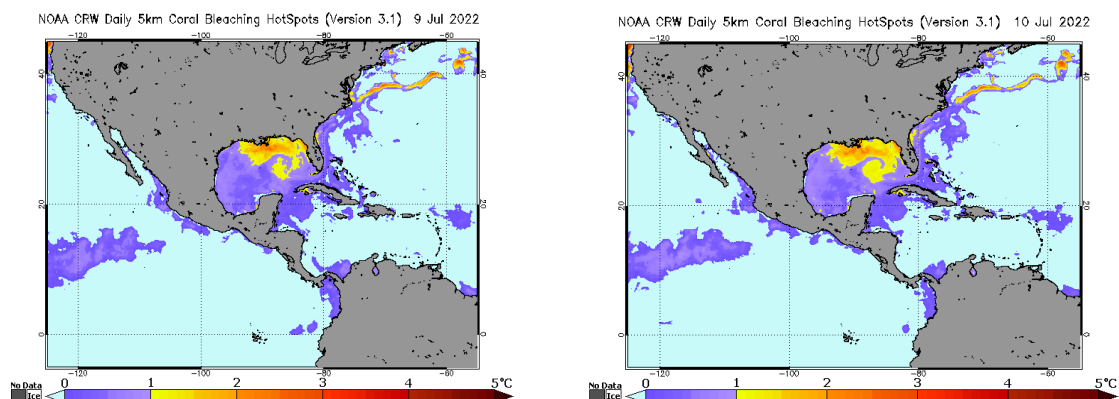 NOAA CRW Daily 5km Coral Bleaching HotSpots (Version 3.1) 9 Jul 2022
-120 -100 -80 -60
40 40
20 20
0 0
-120 -100 -80 -60
No Data
Ice
0 1 2 3 4 5°C
NOAA CRW Daily 5km Coral Bleaching HotSpots (Version 3.1) 10 Jul 2022
-120 -100 -80 -60
40 40
20 20
0 0
-120 -100 -80 -60
No Data
Ice
0 1 2 3 4 5°C